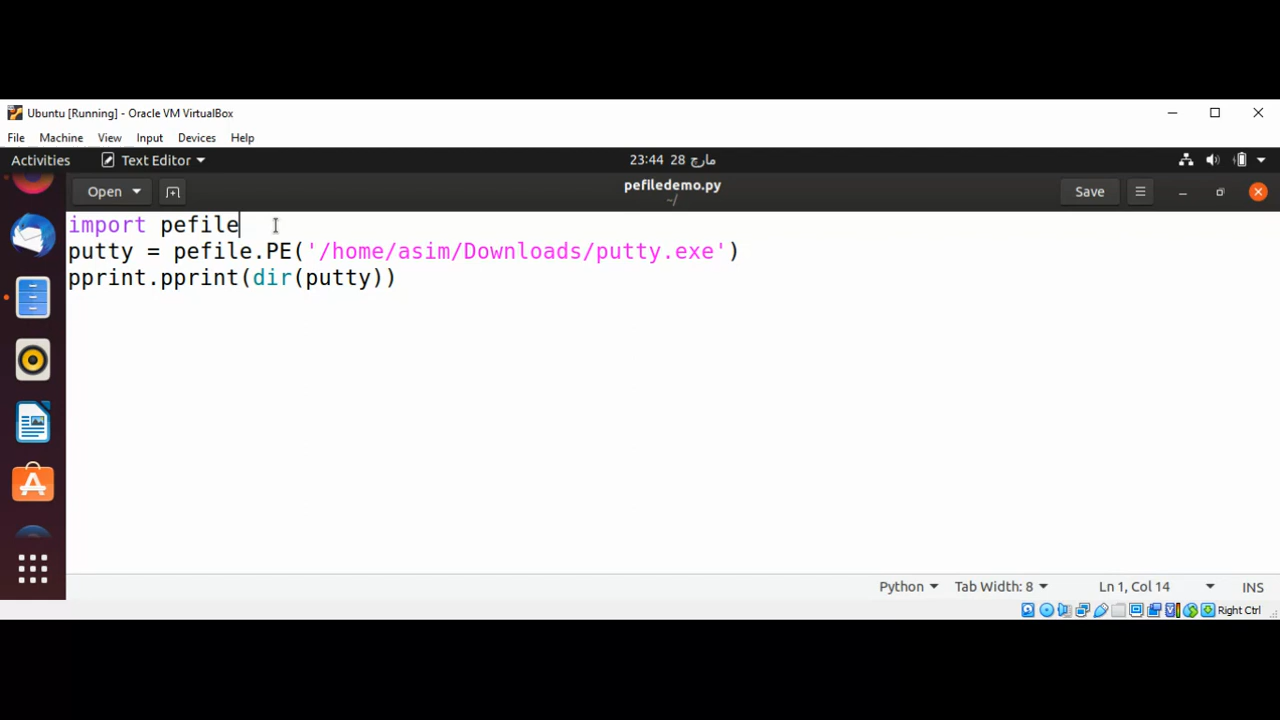 Ubuntu [Running] - Oracle VM VirtualBox
File Machine View Input Devices Help
Activities Text Editor 23:44 28 مارچ
Open pefiledemo.py Save
~/
import pefile
putty = pefile.PE('/home/asim/Downloads/putty.exe')
pprint.pprint(dir(putty))
Python Tab Width: 8 Ln 1, Col 14 INS
Right Ctrl